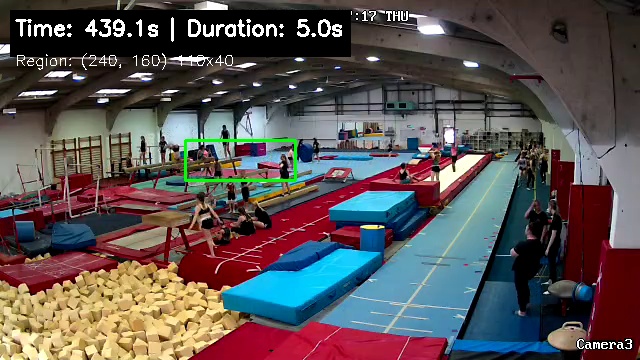 Time: 439.1s | Duration: 5.0s
:17 THU
Region: (240, 160) 110x40
Camera3